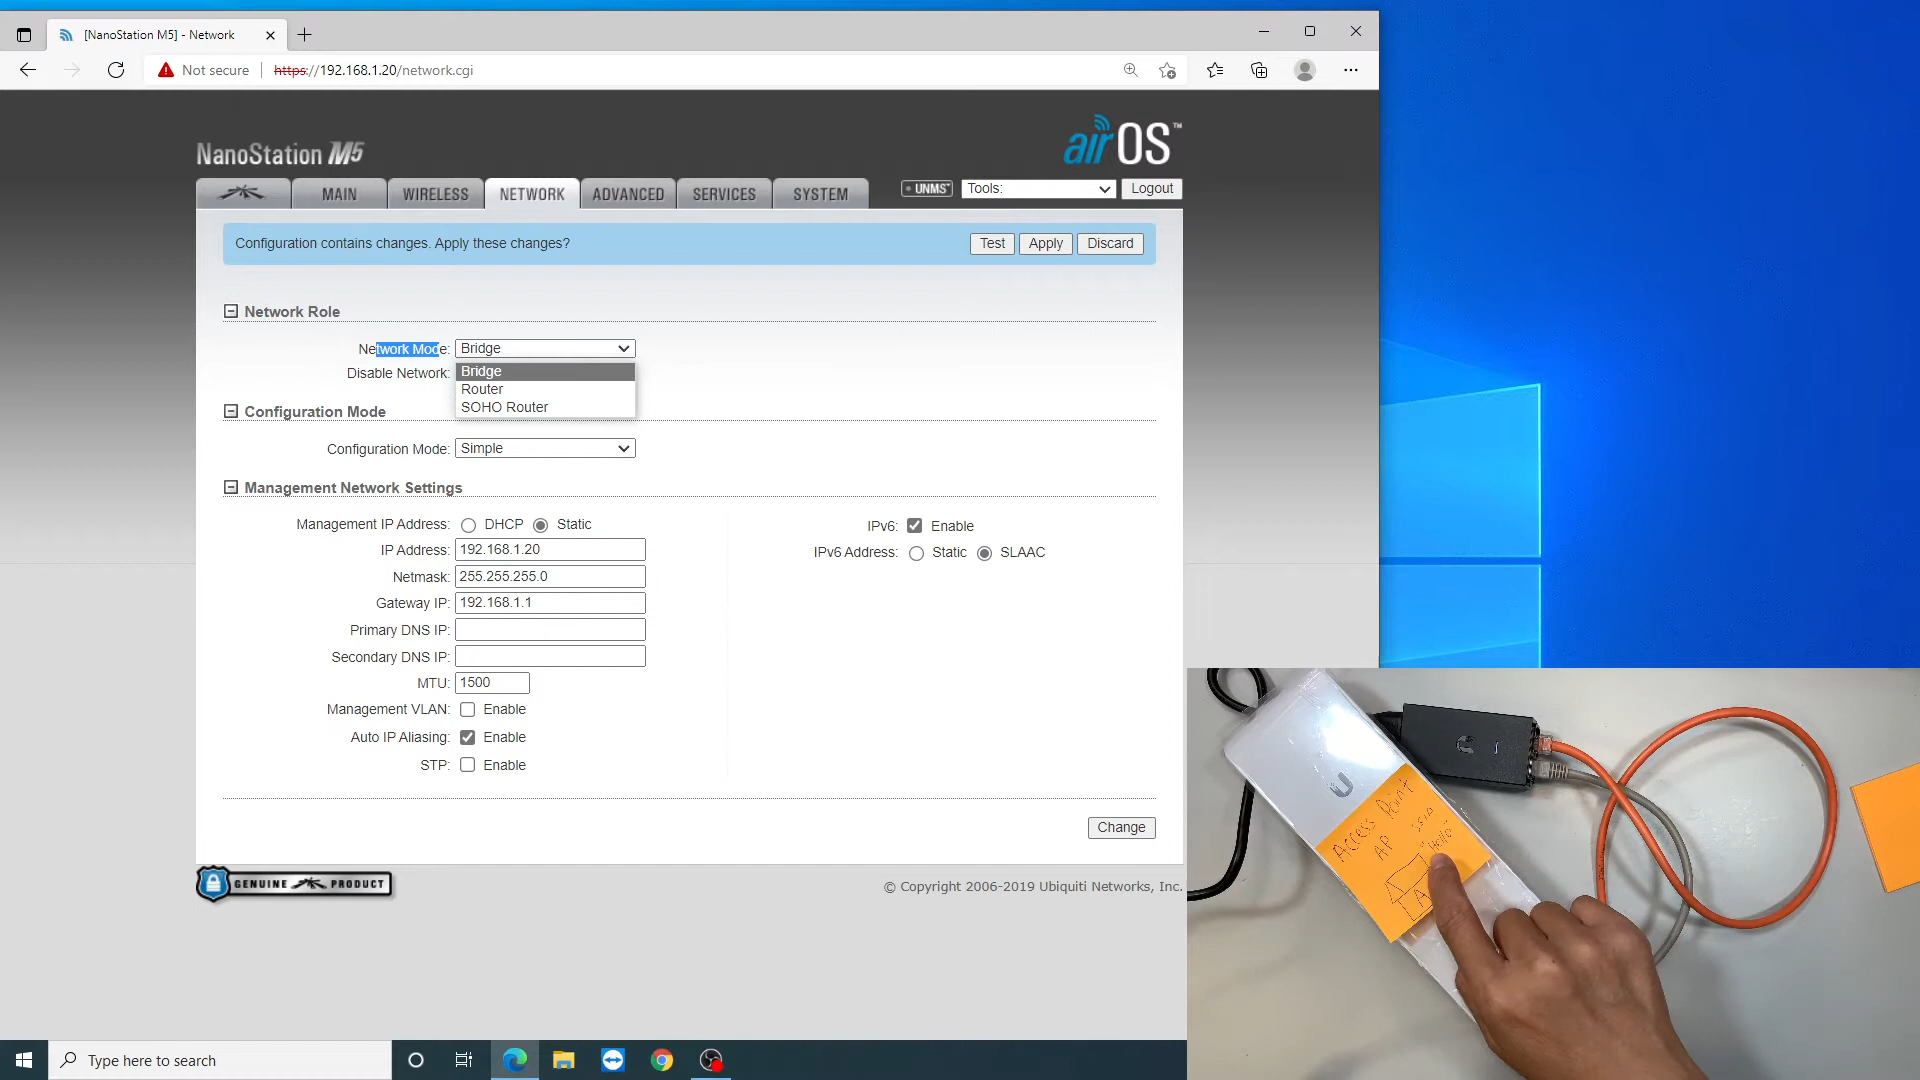 [NanoStation M5] - Network
Not secure
https://192.168.1.20/network.cgi
NanoStation M5
airOS™
MAIN
WIRELESS
NETWORK
ADVANCED
SERVICES
SYSTEM
UNMS™
Tools:
Logout
Configuration contains changes. Apply these changes?
Test
Apply
Discard
Network Role
Network Mode: Bridge
Disable Network:
Bridge
Router
SOHO Router
Configuration Mode
Configuration Mode: Simple
Management Network Settings
Management IP Address: DHCP Static
IP Address: 192.168.1.20
Netmask: 255.255.255.0
Gateway IP: 192.168.1.1
Primary DNS IP:
Secondary DNS IP:
MTU: 1500
Management VLAN: Enable
Auto IP Aliasing: Enable
STP: Enable
IPv6: Enable
IPv6 Address: Static SLAAC
Change
GENUINE PRODUCT
© Copyright 2006-2019 Ubiquiti Networks, Inc.
Access Point
AP
SSID
"Hello"
A
Type here to search